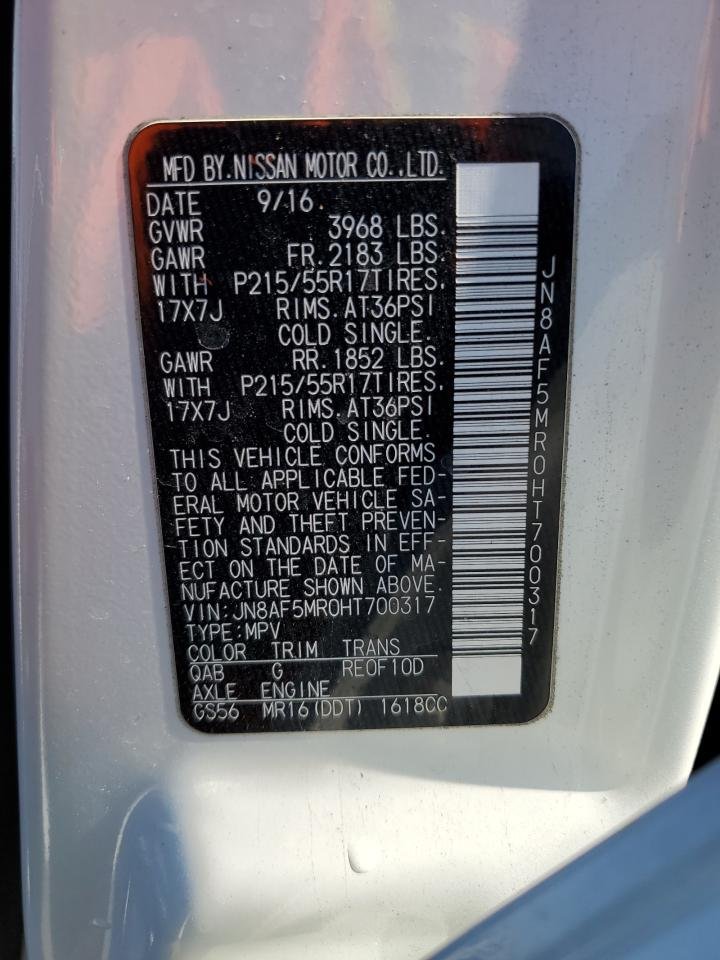 MFD BY.NISSAN MOTOR CO.,LTD.
DATE 9/16
GVWR 3968 LBS.
GAWR FR.2183 LBS.
WITH P215/55R17TIRES.
17X7J RIMS.AT36PSI
COLD SINGLE.
GAWR RR.1852 LBS.
WITH P215/55R17TIRES.
17X7J RIMS.AT36PSI
COLD SINGLE.
THIS VEHICLE CONFORMS
TO ALL APPLICABLE FED-
ERAL MOTOR VEHICLE SA-
FETY AND THEFT PREVEN-
TION STANDARDS IN EFF-
ECT ON THE DATE OF MA-
NUFACTURE SHOWN ABOVE.
VIN:JN8AF5MR0HT700317
TYPE:MPV
COLOR TRIM TRANS
QAB G RE0F10D
AXLE ENGINE
GS56 MR16(DDT) 1618CC
JN8AF5MR0HT700317